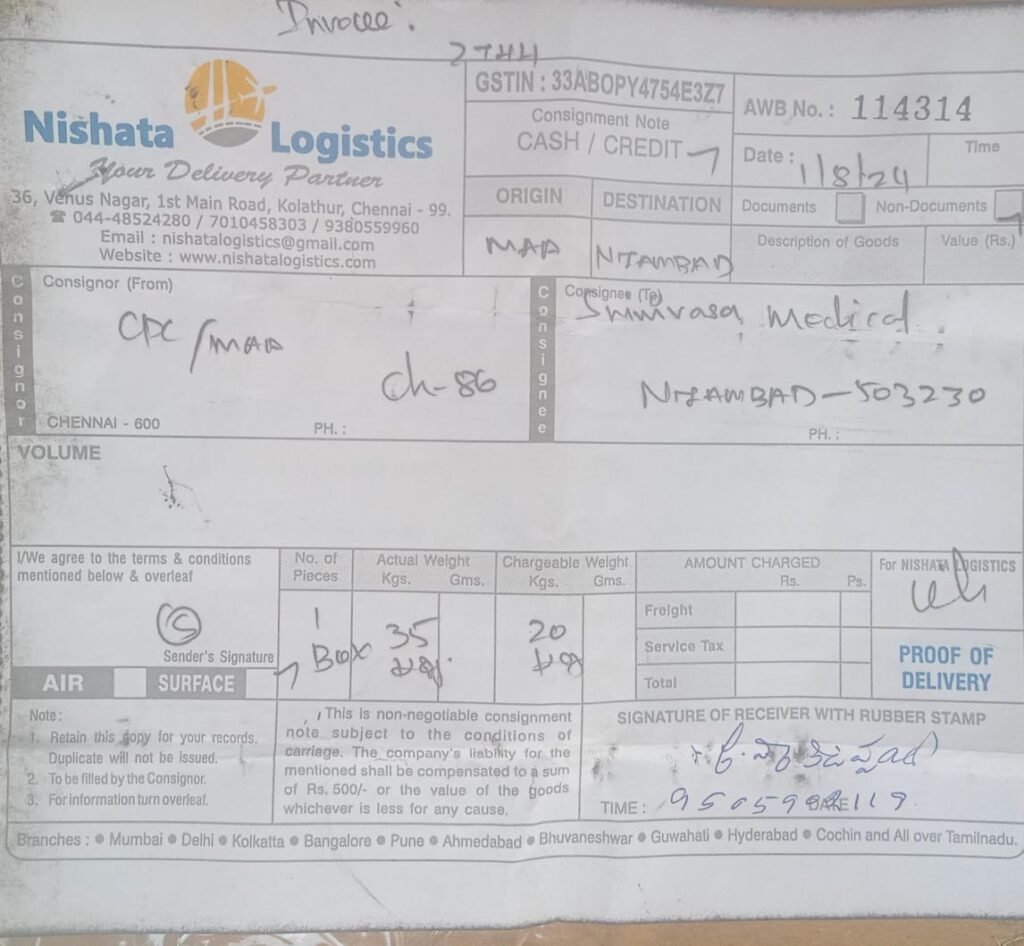 Invoice:
2744
Nishata Logistics
Your Delivery Partner
36, Venus Nagar, 1st Main Road, Kolathur, Chennai - 99.
☎ 044-48524280 / 7010458303 / 9380559960
Email : nishatalogistics@gmail.com
Website : www.nishatalogistics.com
GSTIN : 33ABOPY4754E3Z7
Consignment Note
CASH / CREDIT
AWB No. : 114314
Date : 1/8/24
Time
ORIGIN
DESTINATION
MAA
NIZAMBAD
Documents
Non-Documents
Description of Goods
Value (Rs.)
Consignor
Consignor (From)
CPC/MAA
Ch-86
CHENNAI - 600
PH. :
Consignee
Consignee (To)
Srinivasa Medical.
NIZAMBAD-503230
PH. :
VOLUME
I/We agree to the terms & conditions
mentioned below & overleaf
Sender's Signature
AIR
SURFACE
No. of
Pieces
1
Box
Actual Weight
Kgs. Gms.
35
kg.
Chargeable Weight
Kgs. Gms.
20
kg
AMOUNT CHARGED
Rs. Ps.
Freight
Service Tax
Total
For NISHATA LOGISTICS
PROOF OF
DELIVERY
Note :
1. Retain this copy for your records.
Duplicate will not be issued.
2. To be filled by the Consignor.
3. For information turn overleaf.
This is non-negotiable consignment
note subject to the conditions of
carriage. The company's liability for the
mentioned shall be compensated to a sum
of Rs. 500/- or the value of the goods
whichever is less for any cause.
SIGNATURE OF RECEIVER WITH RUBBER STAMP
TIME :
DATE
Branches : ● Mumbai ● Delhi ● Kolkatta ● Bangalore ● Pune ● Ahmedabad ● Bhuvaneshwar ● Guwahati ● Hyderabad ● Cochin and All over Tamilnadu.